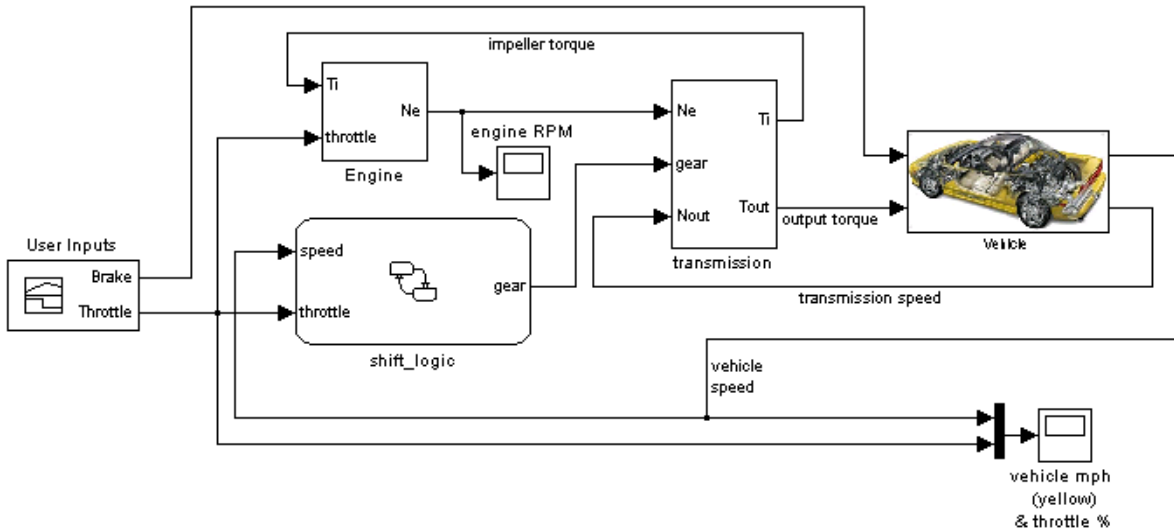 impeller torque
Ti
Ne
throttle
Engine
engine RPM
Ne
Ti
gear
Nout
Tout
transmission
output torque
Vehicle
transmission speed
User Inputs
Brake
Throttle
speed
gear
throttle
shift_logic
vehicle
speed
vehicle mph
(yellow)
& throttle %